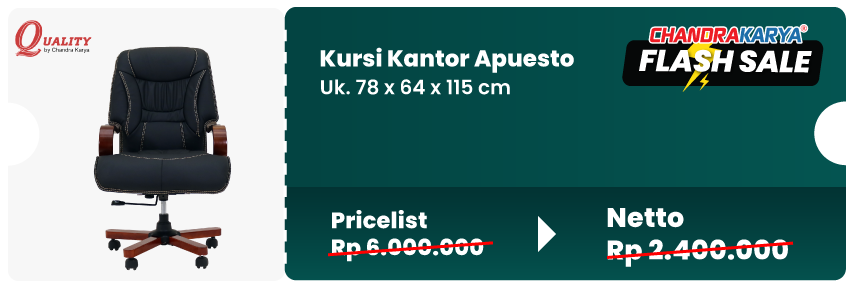 QUALITY
by Chandra Karya
Kursi Kantor Apuesto
Uk. 78 x 64 x 115 cm
CHANDRAKARYA®
FLASH SALE
Pricelist
Rp 6.000.000
Netto
Rp 2.400.000